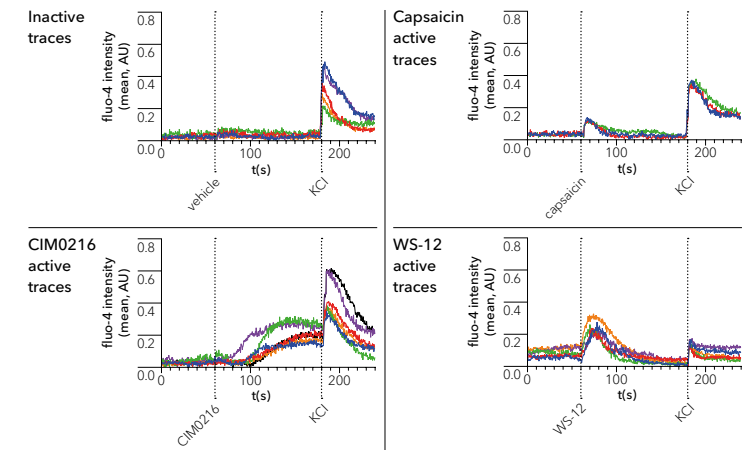 Inactive
traces
fluo-4 intensity
(mean, AU)
0.8
0.6
0.4
0.2
0.0
0
100
200
t(s)
vehicle
KCl
Capsaicin
active
traces
fluo-4 intensity
(mean, AU)
0.8
0.6
0.4
0.2
0.0
0
100
200
t(s)
capsaicin
KCl
CIM0216
active
traces
fluo-4 intensity
(mean, AU)
0.8
0.6
0.4
0.2
0.0
0
100
200
t(s)
CIM0216
KCl
WS-12
active
traces
fluo-4 intensity
(mean, AU)
0.8
0.6
0.4
0.2
0.0
0
100
200
t(s)
WS-12
KCl